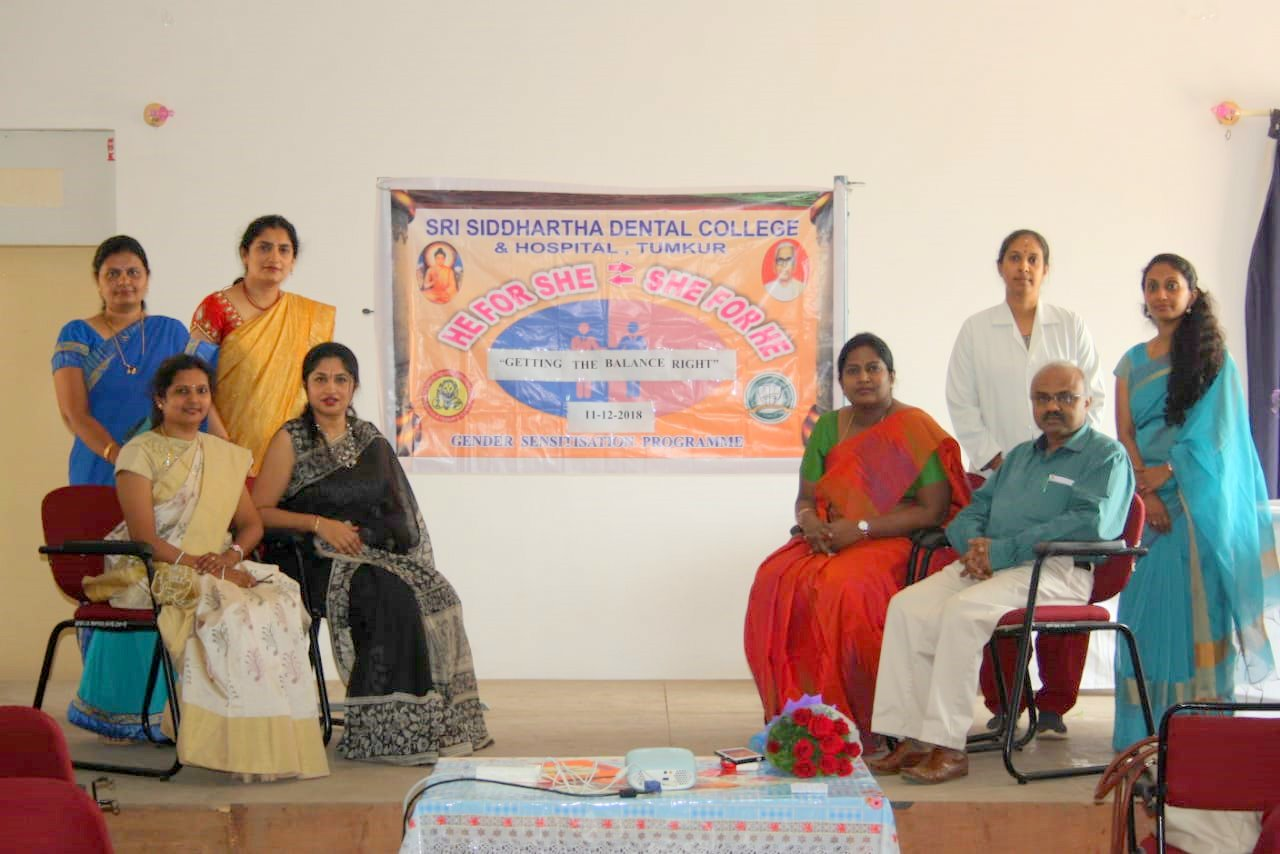 SRI SIDDHARTHA DENTAL COLLEGE
& HOSPITAL, TUMKUR
HE FOR SHE SHE FOR HE
"GETTING THE BALANCE RIGHT"
11-12-2018
GENDER SENSITISATION PROGRAMME